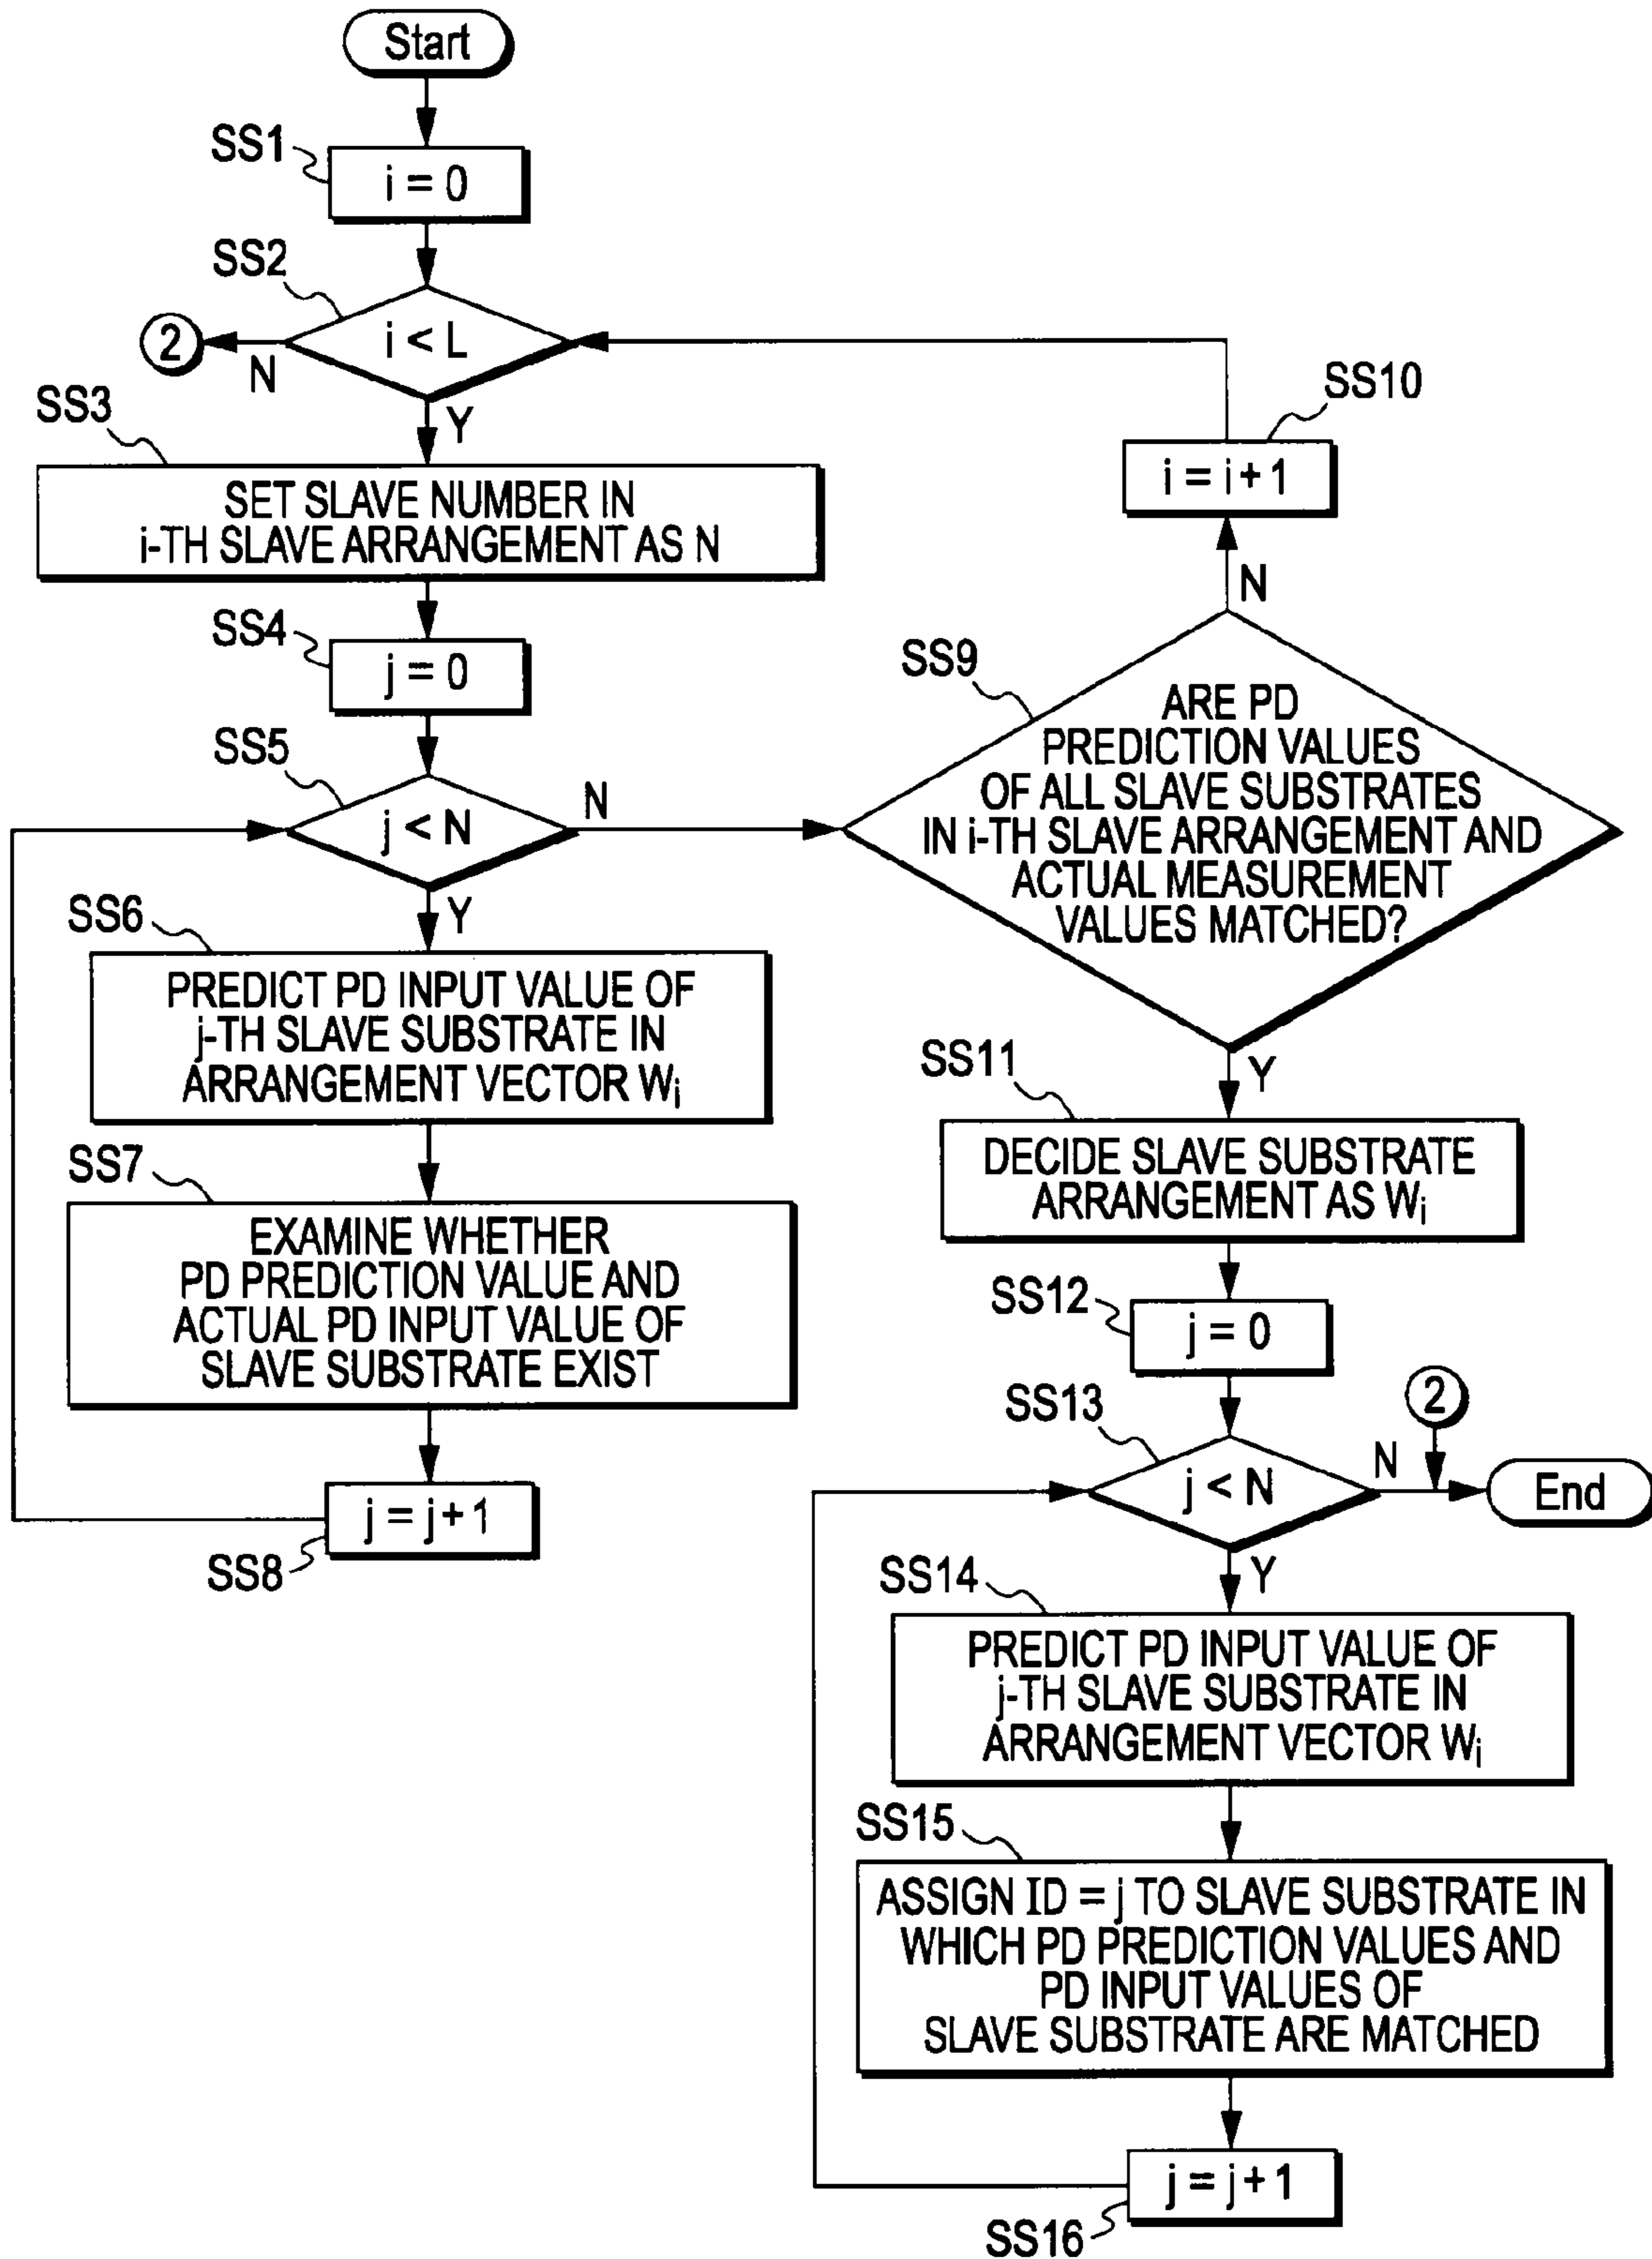 Start
SS1
i = 0
SS2
i < L
2
N
Y
SS3
SET SLAVE NUMBER IN
i-TH SLAVE ARRANGEMENT AS N
SS4
j = 0
SS5
j < N
N
Y
SS6
PREDICT PD INPUT VALUE OF
j-TH SLAVE SUBSTRATE IN
ARRANGEMENT VECTOR Wi
SS7
EXAMINE WHETHER
PD PREDICTION VALUE AND
ACTUAL PD INPUT VALUE OF
SLAVE SUBSTRATE EXIST
j = j+1
SS8
SS10
i = i+1
N
SS9
ARE PD
PREDICTION VALUES
OF ALL SLAVE SUBSTRATES
IN i-TH SLAVE ARRANGEMENT AND
ACTUAL MEASUREMENT
VALUES MATCHED?
Y
SS11
DECIDE SLAVE SUBSTRATE
ARRANGEMENT AS Wi
SS12
j = 0
SS13
j < N
N
2
End
Y
SS14
PREDICT PD INPUT VALUE OF
j-TH SLAVE SUBSTRATE IN
ARRANGEMENT VECTOR Wi
SS15
ASSIGN ID = j TO SLAVE SUBSTRATE IN
WHICH PD PREDICTION VALUES AND
PD INPUT VALUES OF
SLAVE SUBSTRATE ARE MATCHED
j = j+1
SS16